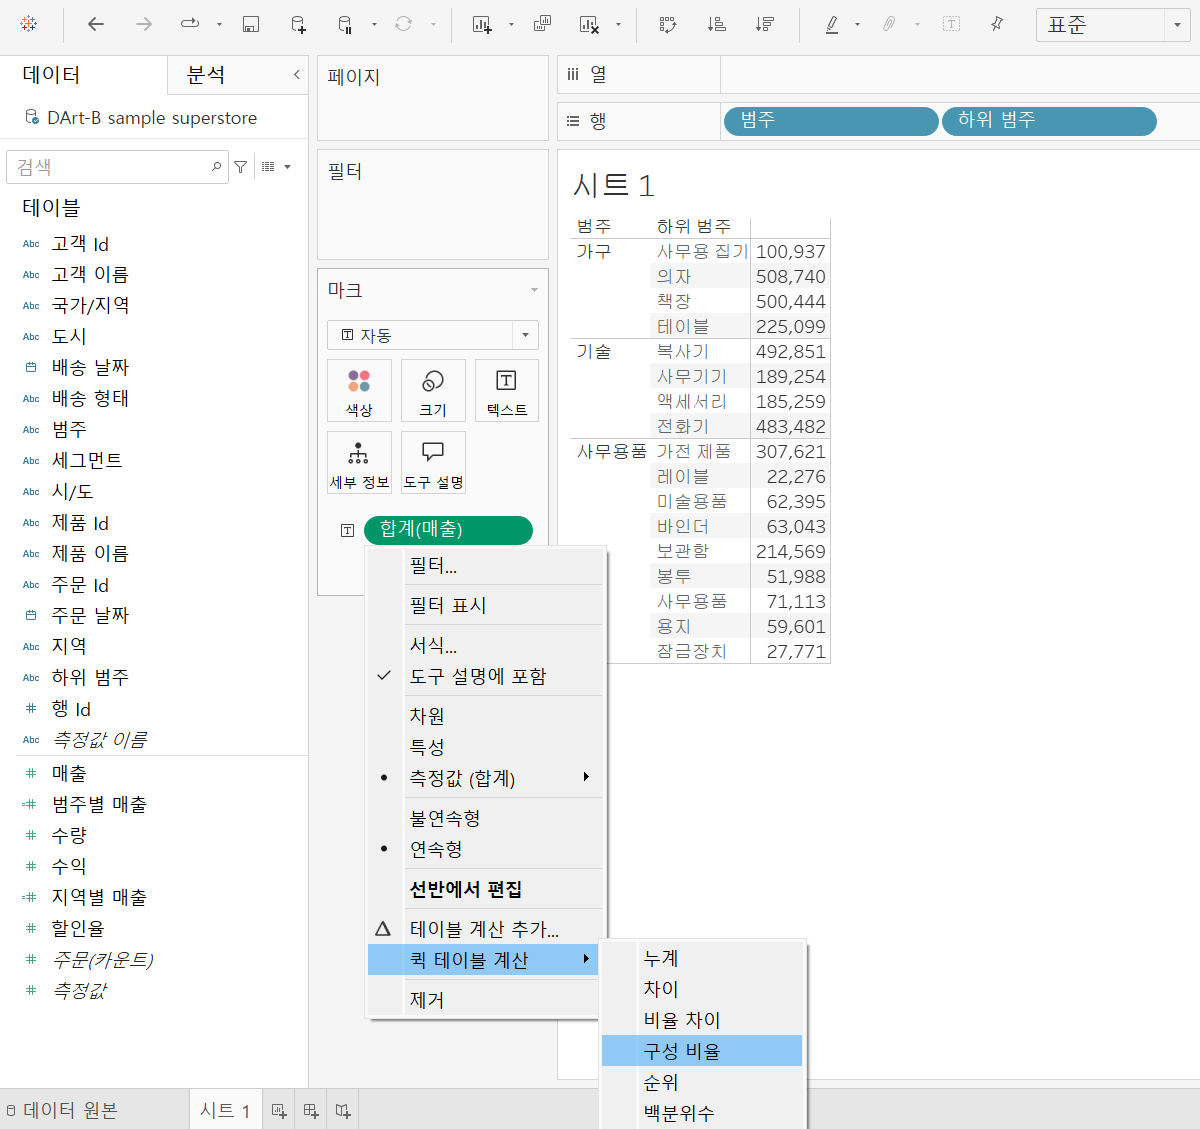 표준
데이터
분석
DArt-B sample superstore
검색
테이블
Abc 고객 Id
Abc 고객 이름
Abc 국가/지역
Abc 도시
배송 날짜
Abc 배송 형태
Abc 범주
Abc 세그먼트
Abc 시/도
Abc 제품 Id
Abc 제품 이름
Abc 주문 Id
주문 날짜
Abc 지역
Abc 하위 범주
# 행 Id
Abc 측정값 이름
# 매출
=# 범주별 매출
# 수량
# 수익
=# 지역별 매출
# 할인율
# 주문(카운트)
# 측정값
페이지
필터
마크
T 자동
색상
크기
T 텍스트
세부 정보
도구 설명
T 합계(매출)
필터...
필터 표시
서식...
도구 설명에 포함
차원
특성
측정값 (합계)
불연속형
연속형
선반에서 편집
테이블 계산 추가...
퀵 테이블 계산
제거
누계
차이
비율 차이
구성 비율
순위
백분위수
열
행 범주 하위 범주
시트 1
범주 하위 범주
가구 사무용 집기 100,937
의자 508,740
책장 500,444
테이블 225,099
기술 복사기 492,851
사무기기 189,254
액세서리 185,259
전화기 483,482
사무용품 가전 제품 307,621
레이블 22,276
미술용품 62,395
바인더 63,043
보관함 214,569
봉투 51,988
사무용품 71,113
용지 59,601
잠금장치 27,771
데이터 원본
시트 1